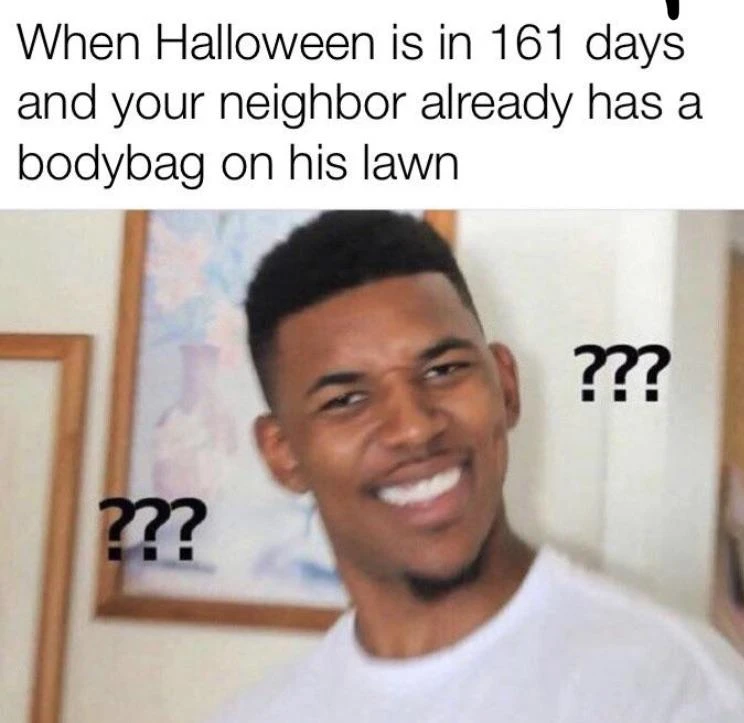 When Halloween is in 161 days
and your neighbor already has a
bodybag on his lawn
???
???